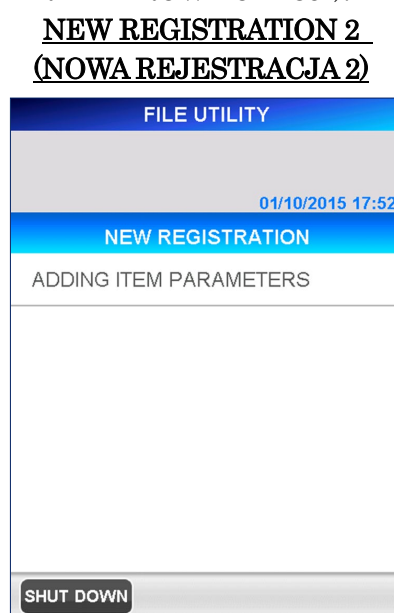 NEW REGISTRATION 2
(NOWA REJESTRACJA 2)
FILE UTILITY
01/10/2015 17:52
NEW REGISTRATION
ADDING ITEM PARAMETERS
SHUT DOWN